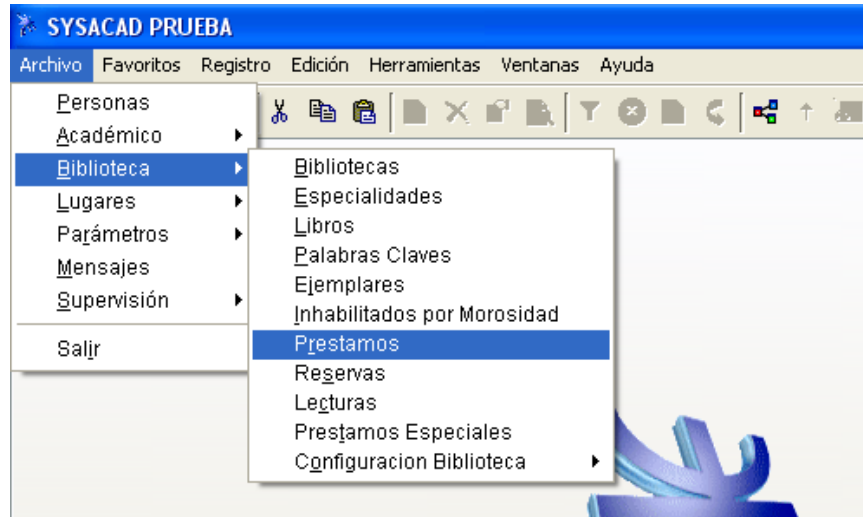 SYSACAD PRUEBA
Archivo Favoritos Registro Edición Herramientas Ventanas Ayuda
Personas
Académico
Biblioteca
Lugares
Parámetros
Mensajes
Supervisión
Salir
Bibliotecas
Especialidades
Libros
Palabras Claves
Ejemplares
Inhabilitados por Morosidad
Prestamos
Reservas
Lecturas
Prestamos Especiales
Configuracion Biblioteca